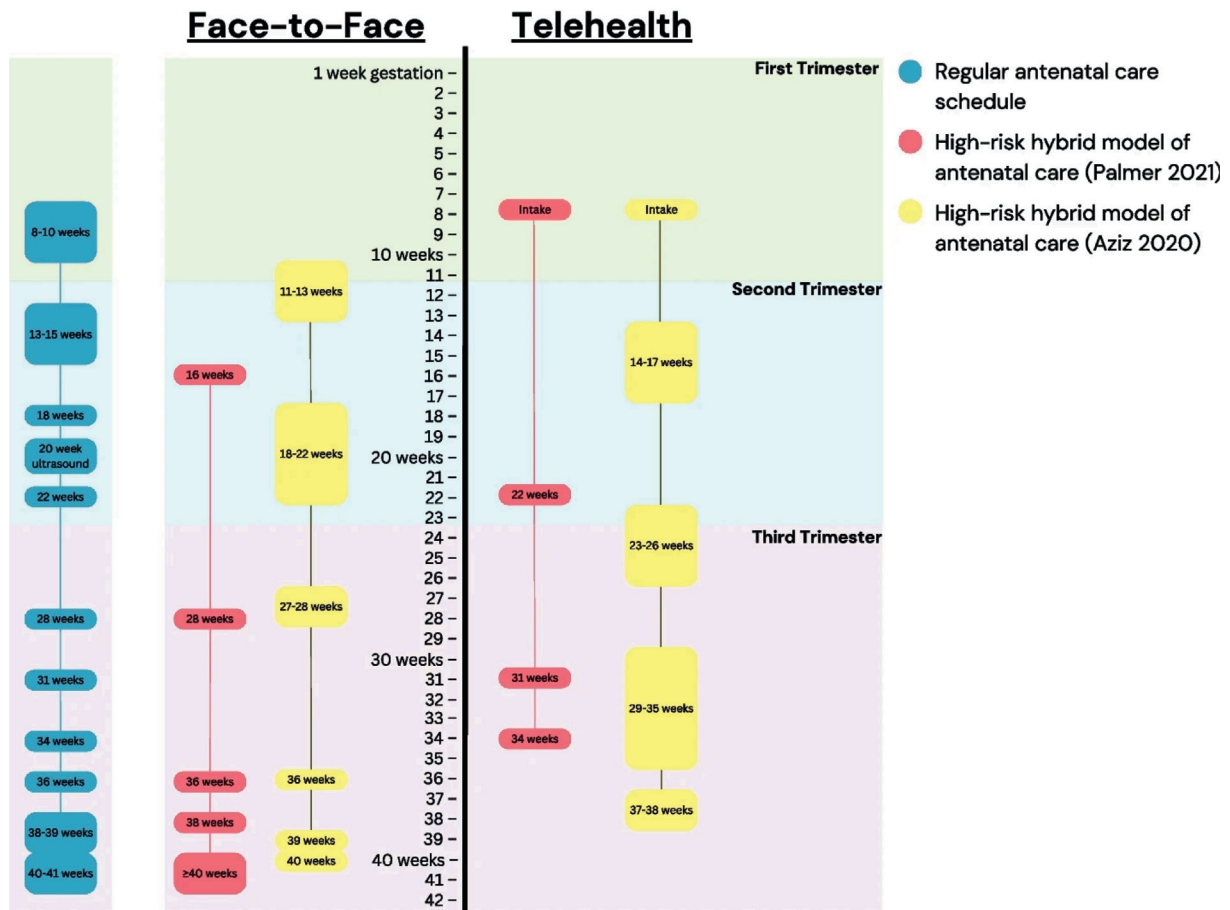 Face-to-Face
Telehealth
First Trimester
Second Trimester
Third Trimester
Regular antenatal care
schedule
High-risk hybrid model of
antenatal care (Palmer 2021)
High-risk hybrid model of
antenatal care (Aziz 2020)
8-10 weeks
13-15 weeks
18 weeks
20 week
ultrasound
22 weeks
28 weeks
31 weeks
34 weeks
36 weeks
38-39 weeks
40-41 weeks
16 weeks
28 weeks
36 weeks
38 weeks
≥40 weeks
11-13 weeks
18-22 weeks
27-28 weeks
36 weeks
39 weeks
40 weeks
1 week gestation
2
3
4
5
6
7
8
9
10 weeks
11
12
13
14
15
16
17
18
19
20 weeks
21
22
23
24
25
26
27
28
29
30 weeks
31
32
33
34
35
36
37
38
39
40 weeks
41
42
Intake
22 weeks
31 weeks
34 weeks
Intake
14-17 weeks
23-26 weeks
29-35 weeks
37-38 weeks